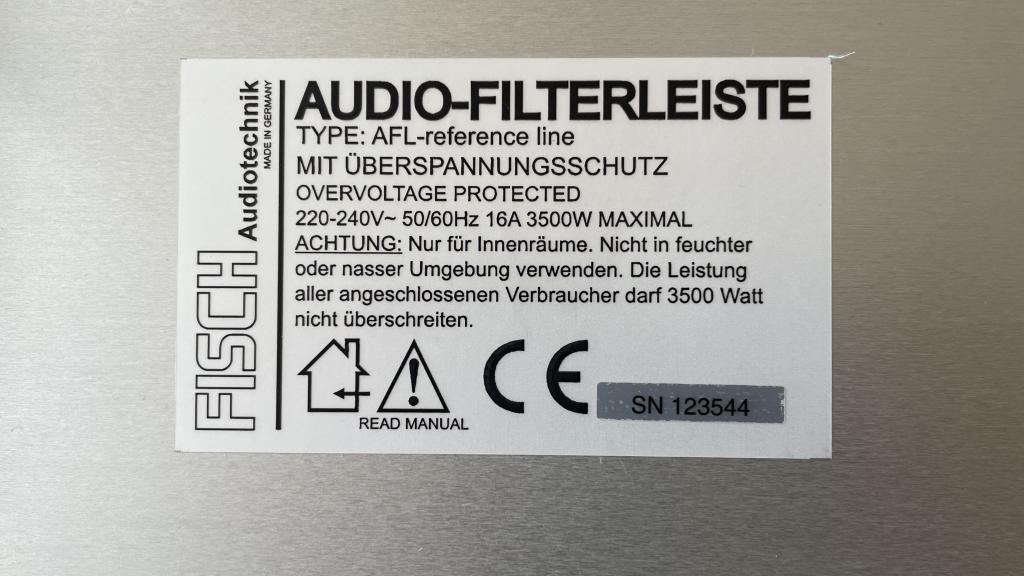 FISCH
Audiotechnik
MADE IN GERMANY
AUDIO-FILTERLEISTE
TYPE: AFL-reference line
MIT ÜBERSPANNUNGSSCHUTZ
OVERVOLTAGE PROTECTED
220-240V~ 50/60Hz 16A 3500W MAXIMAL
ACHTUNG: Nur für Innenräume. Nicht in feuchter
oder nasser Umgebung verwenden. Die Leistung
aller angeschlossenen Verbraucher darf 3500 Watt
nicht überschreiten.
!
READ MANUAL
CE
SN 123544